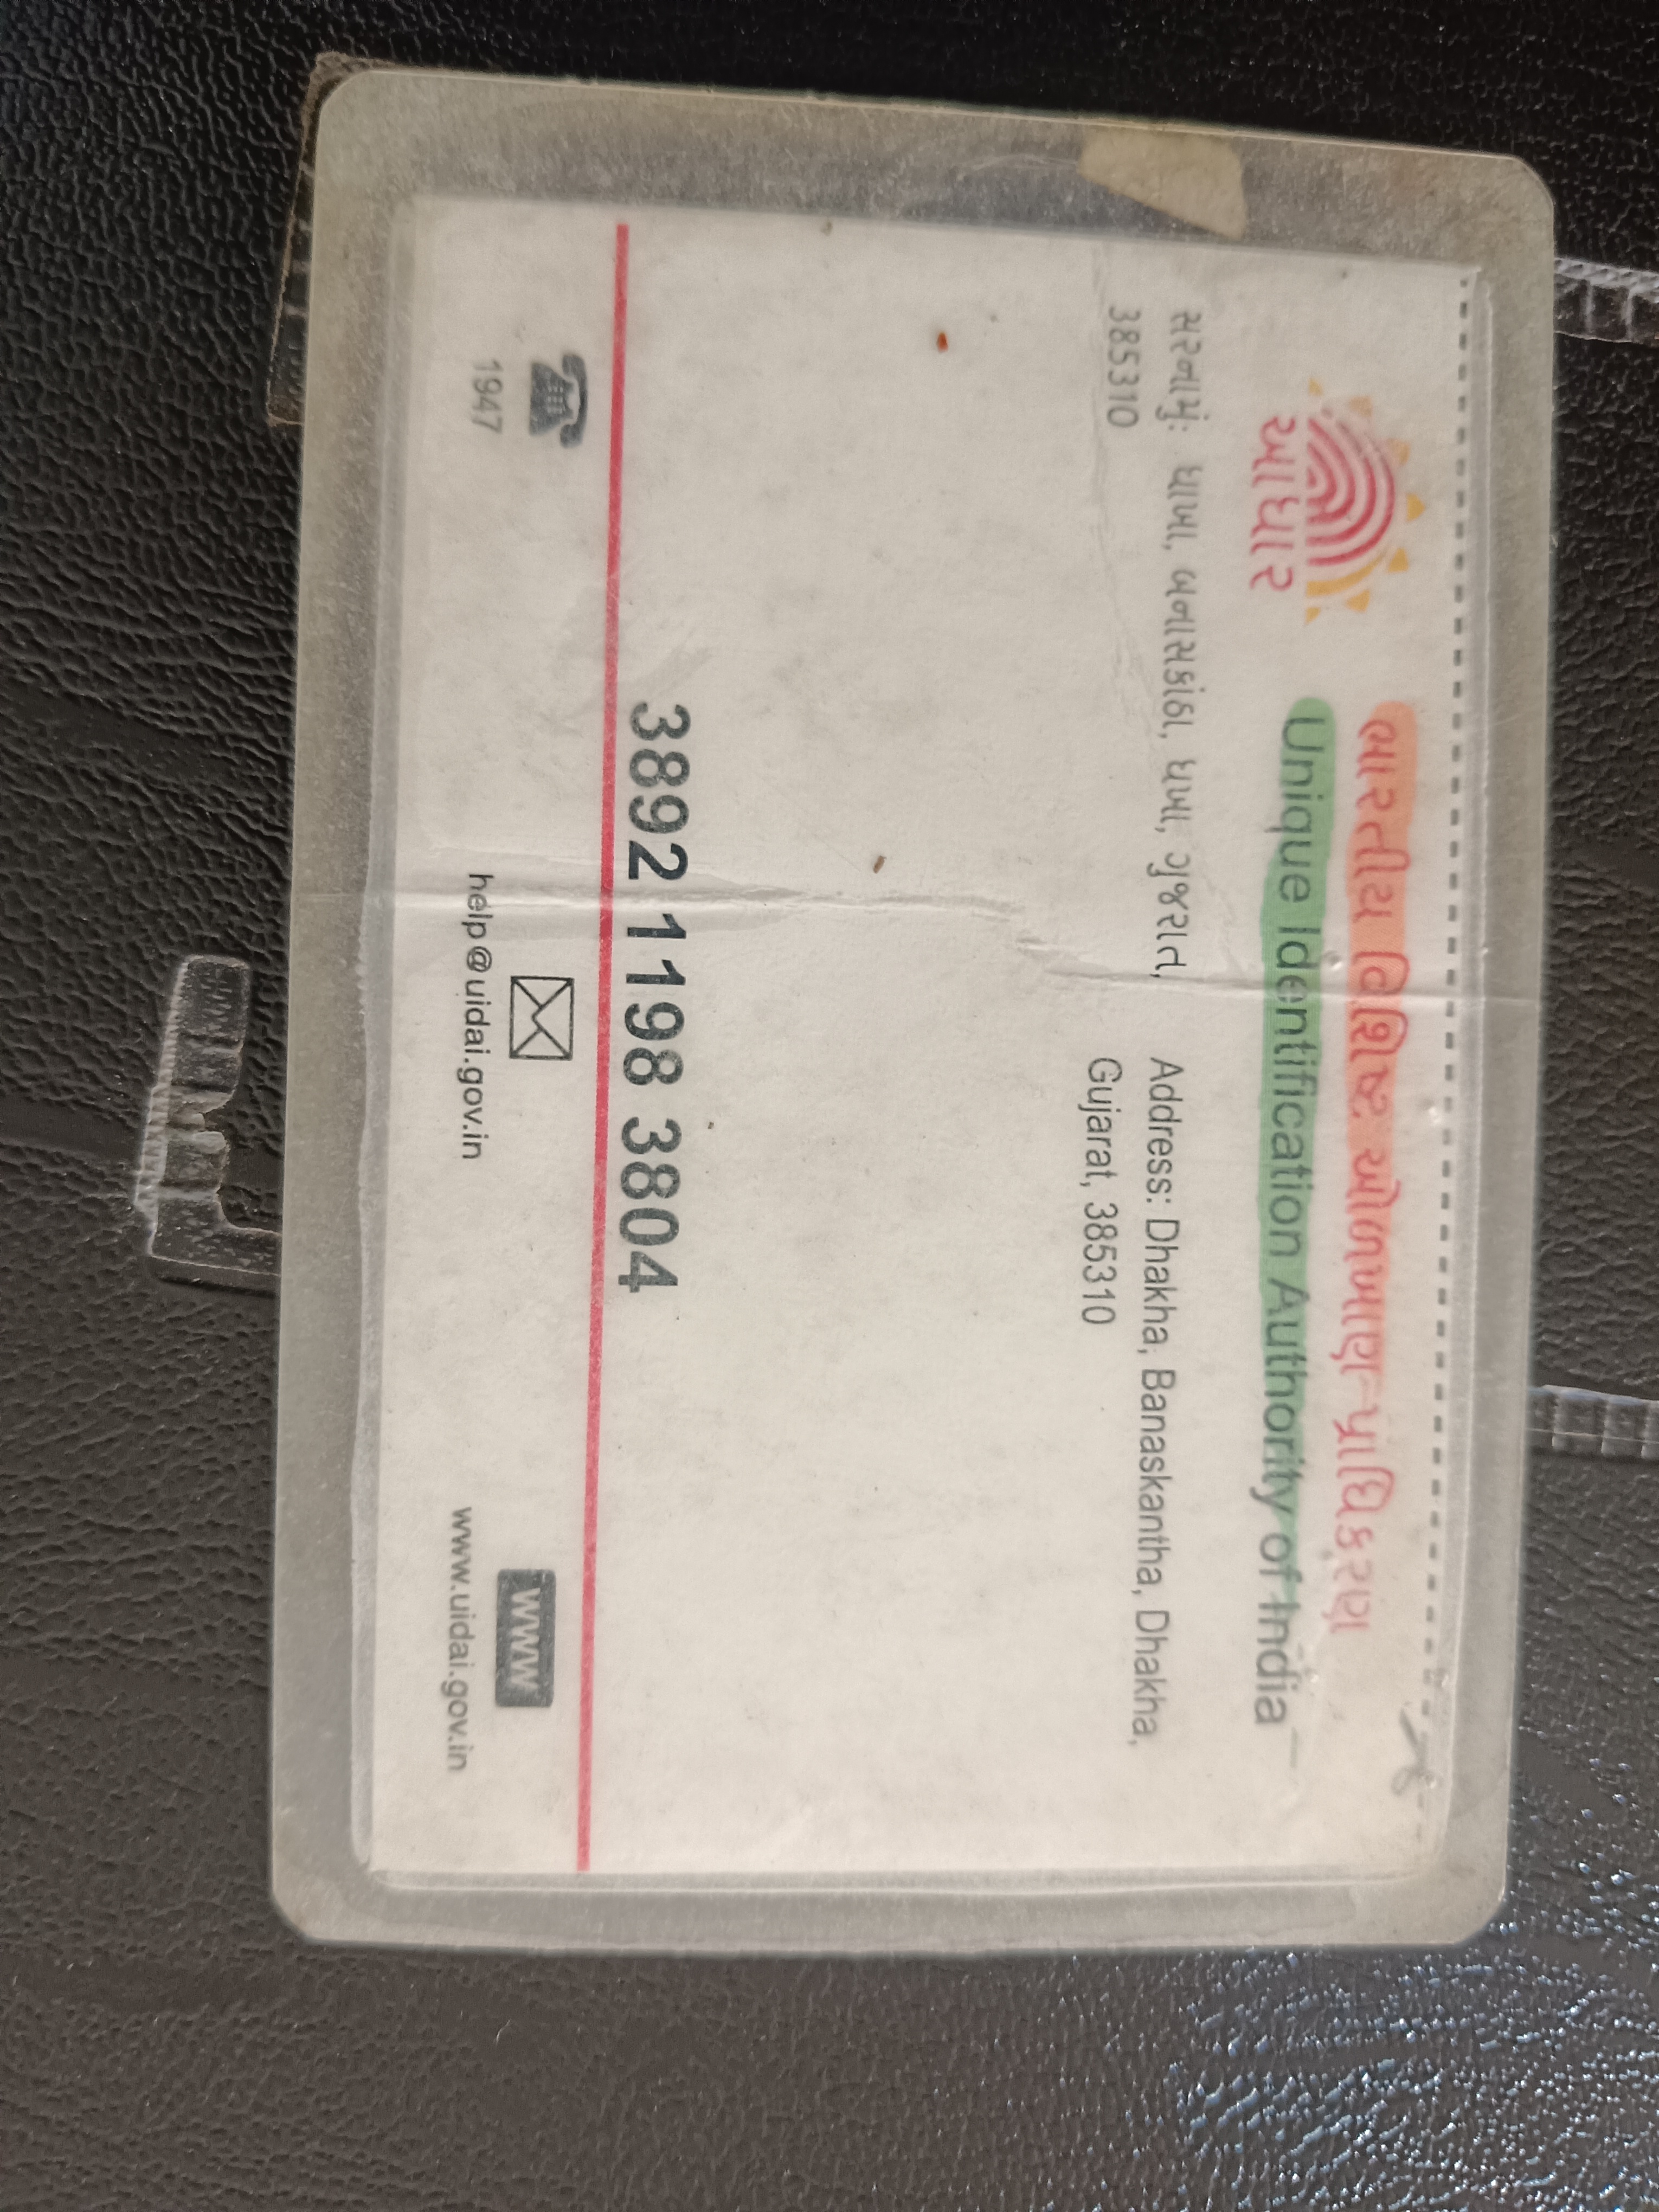 ભારતીય વિશિષ્ટ ઓળખાણ પ્રાધિકરણ
Unique Identification Authority of India
આધાર
સરનામું: ધાખા, બનાસકાંઠા, ધખા, ગુજરાત,
385310
Address: Dhakha, Banaskantha, Dhakha,
Gujarat, 385310
3892 1198 3804
1947
help@uidai.gov.in
WWW
www.uidai.gov.in